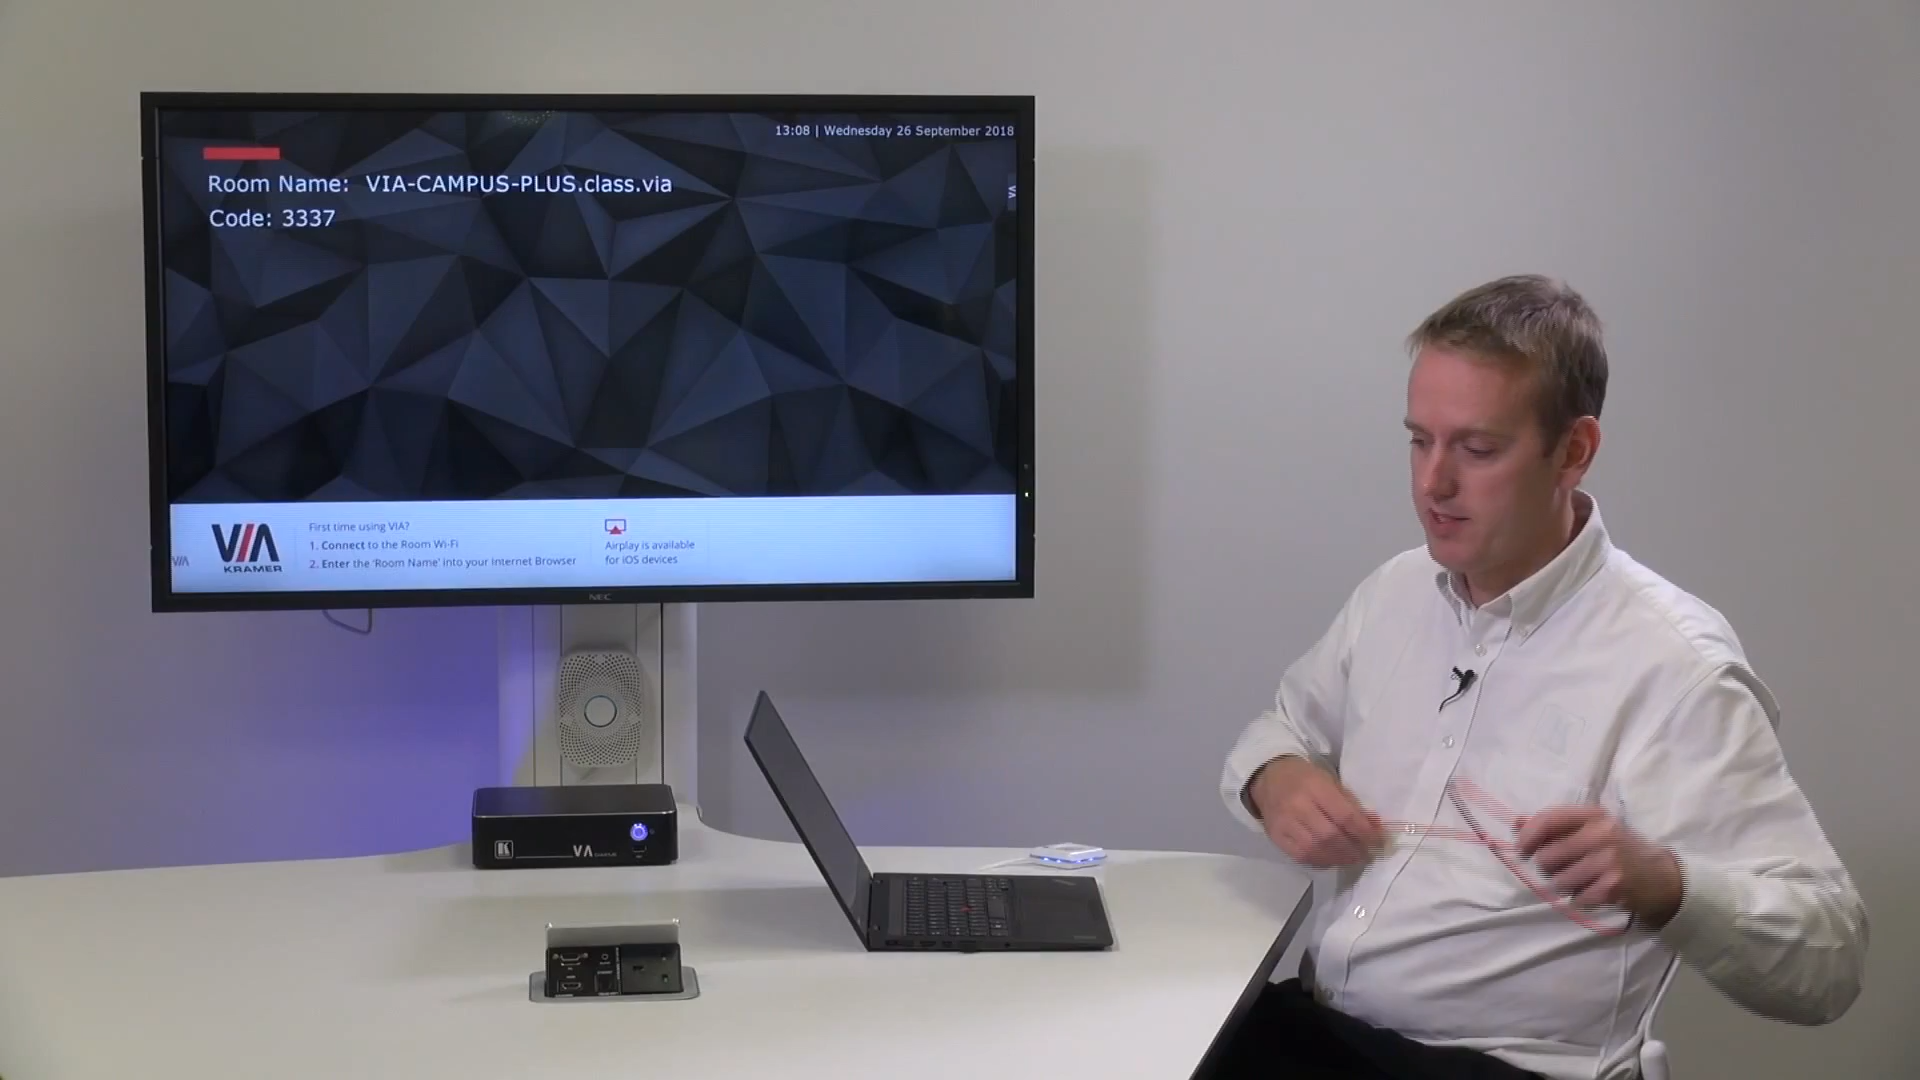 13:08 | Wednesday 26 September 2018
Room Name: VIA-CAMPUS-PLUS.class.via
Code: 3337
VIA
VIA
KRAMER
First time using VIA?
1. Connect to the Room Wi-Fi
2. Enter the 'Room Name' into your Internet Browser
Airplay is available
for iOS devices
VIA
NEC
K
VIA